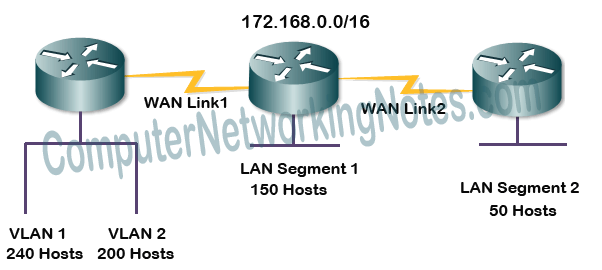 172.168.0.0/16
WAN Link1
WAN Link2
ComputerNetworkingNotes.com
LAN Segment 1
150 Hosts
LAN Segment 2
50 Hosts
VLAN 1
240 Hosts
VLAN 2
200 Hosts